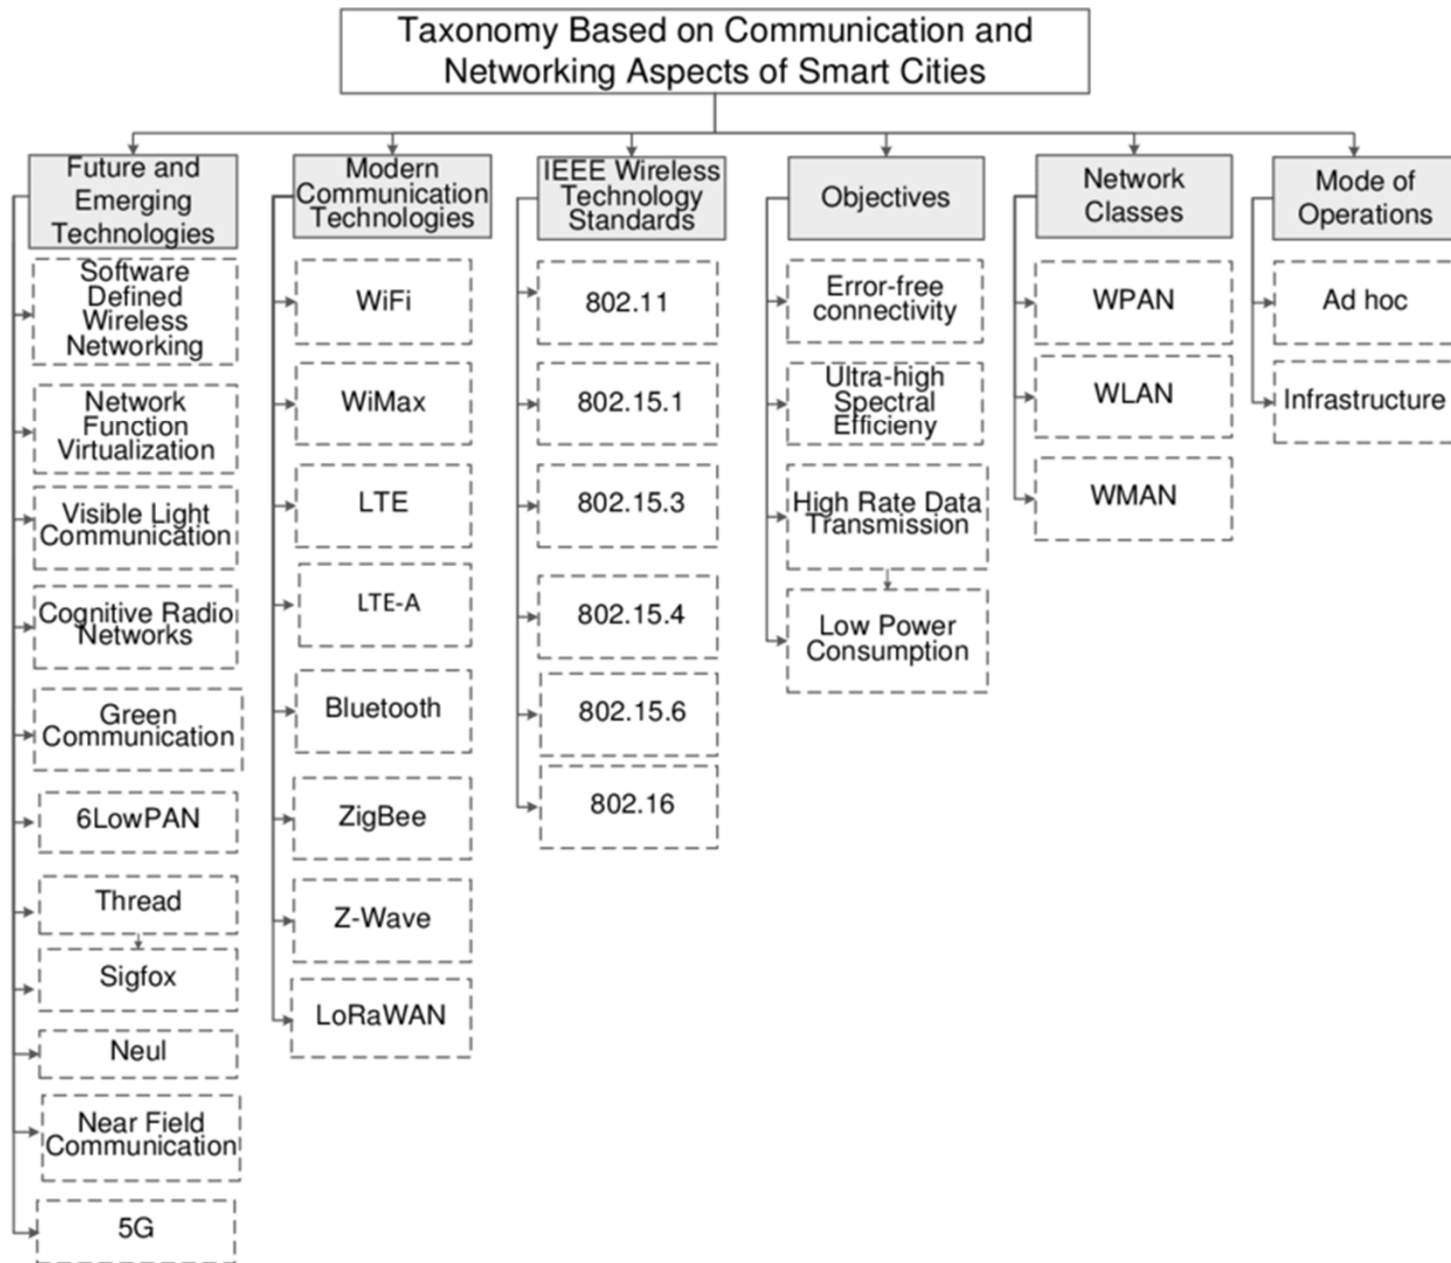 Taxonomy Based on Communication and
Networking Aspects of Smart Cities
Future and
Emerging
Technologies
Software
Defined
Wireless
Networking
Network
Function
Virtualization
Visible Light
Communication
Cognitive Radio
Networks
Green
Communication
6LowPAN
Thread
Sigfox
Neul
Near Field
Communication
5G
Modern
Communication
Technologies
WiFi
WiMax
LTE
LTE-A
Bluetooth
ZigBee
Z-Wave
LoRaWAN
IEEE Wireless
Technology
Standards
802.11
802.15.1
802.15.3
802.15.4
802.15.6
802.16
Objectives
Error-free
connectivity
Ultra-high
Spectral
Efficieny
High Rate Data
Transmission
Low Power
Consumption
Network
Classes
WPAN
WLAN
WMAN
Mode of
Operations
Ad hoc
Infrastructure